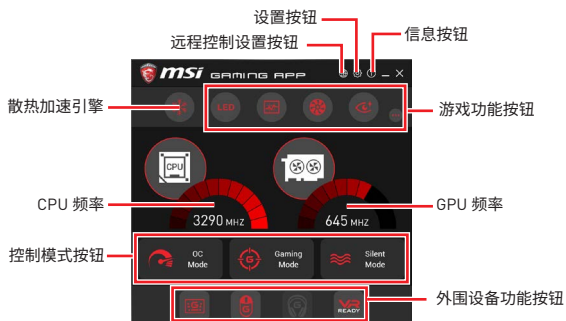 设置按钮
远程控制设置按钮
信息按钮
msi GAMING APP
散热加速引擎
LED
游戏功能按钮
CPU
CPU 频率
3290 MHZ
645 MHZ
GPU 频率
控制模式按钮
OC
Mode
G
Gaming
Mode
Silent
Mode
外围设备功能按钮
G
G
VR
READY